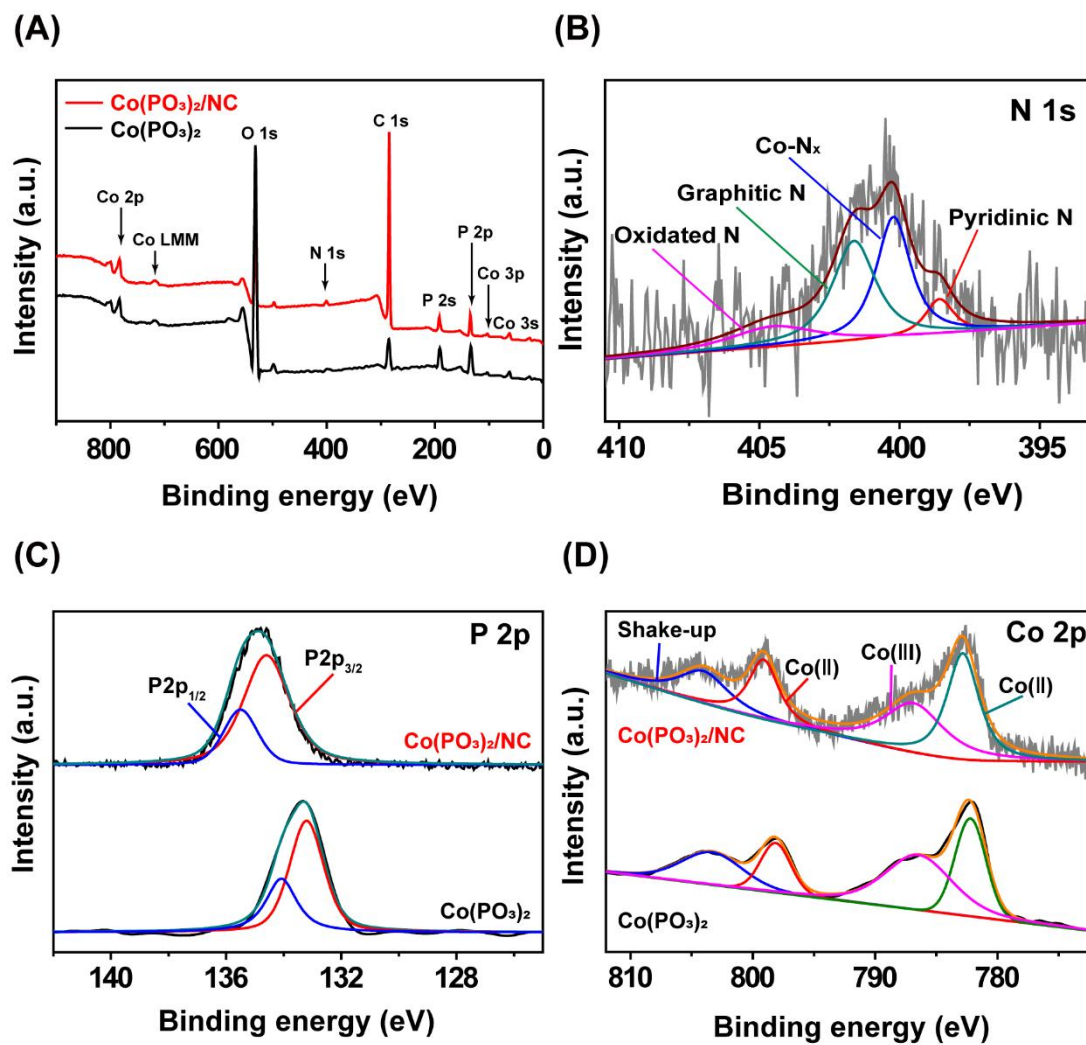 (A)
Intensity (a.u.)
Co(PO₃)₂/NC
Co(PO₃)₂
O 1s
C 1s
Co 2p
Co LMM
N 1s
P 2p
Co 3p
P 2s
Co 3s
800
600
400
200
0
Binding energy (eV)
(B)
Intensity (a.u.)
N 1s
Co-Nₓ
Graphitic N
Oxidated N
Pyridinic N
410
405
400
395
Binding energy (eV)
(C)
Intensity (a.u.)
P 2p
P2p₃/₂
P2p₁/₂
Co(PO₃)₂/NC
Co(PO₃)₂
140
136
132
128
Binding energy (eV)
(D)
Intensity (a.u.)
Co 2p
Shake-up
Co(II)
Co(III)
Co(II)
Co(PO₃)₂/NC
Co(PO₃)₂
810
800
790
780
Binding energy (eV)